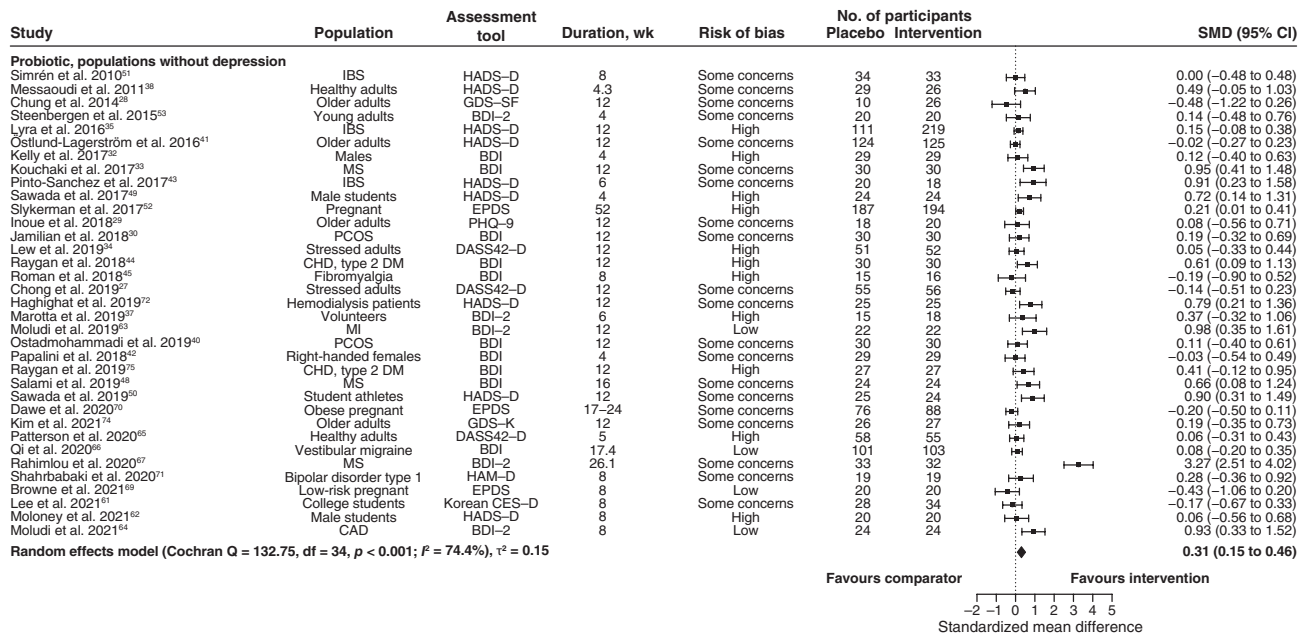 Study Population Assessment tool Duration, wk Risk of bias No. of participants Placebo Intervention SMD (95% CI)
Probiotic, populations without depression
Simrén et al. 2010⁵¹ IBS HADS–D 8 Some concerns 34 33 0.00 (−0.48 to 0.48)
Messaoudi et al. 2011³⁸ Healthy adults HADS–D 4.3 Some concerns 29 26 0.49 (−0.05 to 1.03)
Chung et al. 2014²⁸ Older adults GDS–SF 12 Some concerns 10 26 −0.48 (−1.22 to 0.26)
Steenbergen et al. 2015⁵³ Young adults BDI–2 4 Some concerns 20 20 0.14 (−0.48 to 0.76)
Lyra et al. 2016³⁵ IBS HADS–D 12 High 111 219 0.15 (−0.08 to 0.38)
Östlund-Lagerström et al. 2016⁴¹ Older adults HADS–D 12 Some concerns 124 125 −0.02 (−0.27 to 0.23)
Kelly et al. 2017³² Males BDI 4 High 29 29 0.12 (−0.40 to 0.63)
Kouchaki et al. 2017³³ MS BDI 12 Some concerns 30 30 0.95 (0.41 to 1.48)
Pinto-Sanchez et al. 2017⁴³ IBS HADS–D 6 Some concerns 20 18 0.91 (0.23 to 1.58)
Sawada et al. 2017⁴⁹ Male students HADS–D 4 High 24 24 0.72 (0.14 to 1.31)
Slykerman et al. 2017⁵² Pregnant EPDS 52 High 187 194 0.21 (0.01 to 0.41)
Inoue et al. 2018²⁹ Older adults PHQ–9 12 Some concerns 18 20 0.08 (−0.56 to 0.71)
Jamilian et al. 2018³⁰ PCOS BDI 12 Some concerns 30 30 0.19 (−0.32 to 0.69)
Lew et al. 2019³⁴ Stressed adults DASS42–D 12 High 51 52 0.05 (−0.33 to 0.44)
Raygan et al. 2018⁴⁴ CHD, type 2 DM BDI 12 High 30 30 0.61 (0.09 to 1.13)
Roman et al. 2018⁴⁵ Fibromyalgia BDI 8 High 15 16 −0.19 (−0.90 to 0.52)
Chong et al. 2019²⁷ Stressed adults DASS42–D 12 Some concerns 55 56 −0.14 (−0.51 to 0.23)
Haghighat et al. 2019⁷² Hemodialysis patients HADS–D 12 Some concerns 25 25 0.79 (0.21 to 1.36)
Marotta et al. 2019³⁷ Volunteers BDI–2 6 High 15 18 0.37 (−0.32 to 1.06)
Moludi et al. 2019⁶³ MI BDI–2 12 Low 22 22 0.98 (0.35 to 1.61)
Ostadmohammadi et al. 2019⁴⁰ PCOS BDI 12 Some concerns 30 30 0.11 (−0.40 to 0.61)
Papalini et al. 2018⁴² Right-handed females BDI 4 Some concerns 29 29 −0.03 (−0.54 to 0.49)
Raygan et al. 2019⁷⁵ CHD, type 2 DM BDI 12 High 27 27 0.41 (−0.12 to 0.95)
Salami et al. 2019⁴⁸ MS BDI 16 Some concerns 24 24 0.66 (0.08 to 1.24)
Sawada et al. 2019⁵⁰ Student athletes HADS–D 12 Some concerns 25 24 0.90 (0.31 to 1.49)
Dawe et al. 2020⁷⁰ Obese pregnant EPDS 17–24 Some concerns 76 88 −0.20 (−0.50 to 0.11)
Kim et al. 2021⁷⁴ Older adults GDS–K 12 Some concerns 26 27 0.19 (−0.35 to 0.73)
Patterson et al. 2020⁶⁵ Healthy adults DASS42–D 5 High 58 55 0.06 (−0.31 to 0.43)
Qi et al. 2020⁶⁶ Vestibular migraine BDI 17.4 Low 101 103 0.08 (−0.20 to 0.35)
Rahimlou et al. 2020⁶⁷ MS BDI–2 26.1 Some concerns 33 32 3.27 (2.51 to 4.02)
Shahrbabaki et al. 2020⁷¹ Bipolar disorder type 1 HAM–D 8 Some concerns 19 19 0.28 (−0.36 to 0.92)
Browne et al. 2021⁶⁹ Low-risk pregnant EPDS 8 Low 20 20 −0.43 (−1.06 to 0.20)
Lee et al. 2021⁶¹ College students Korean CES–D 8 Some concerns 28 34 −0.17 (−0.67 to 0.33)
Moloney et al. 2021⁶² Male students HADS–D 8 High 20 20 0.06 (−0.56 to 0.68)
Moludi et al. 2021⁶⁴ CAD BDI–2 8 Low 24 24 0.93 (0.33 to 1.52)
Random effects model (Cochran Q = 132.75, df = 34, p < 0.001; I² = 74.4%), τ² = 0.15 0.31 (0.15 to 0.46)
Favours comparator Favours intervention
−2 −1 0 1 2 3 4 5
Standardized mean difference